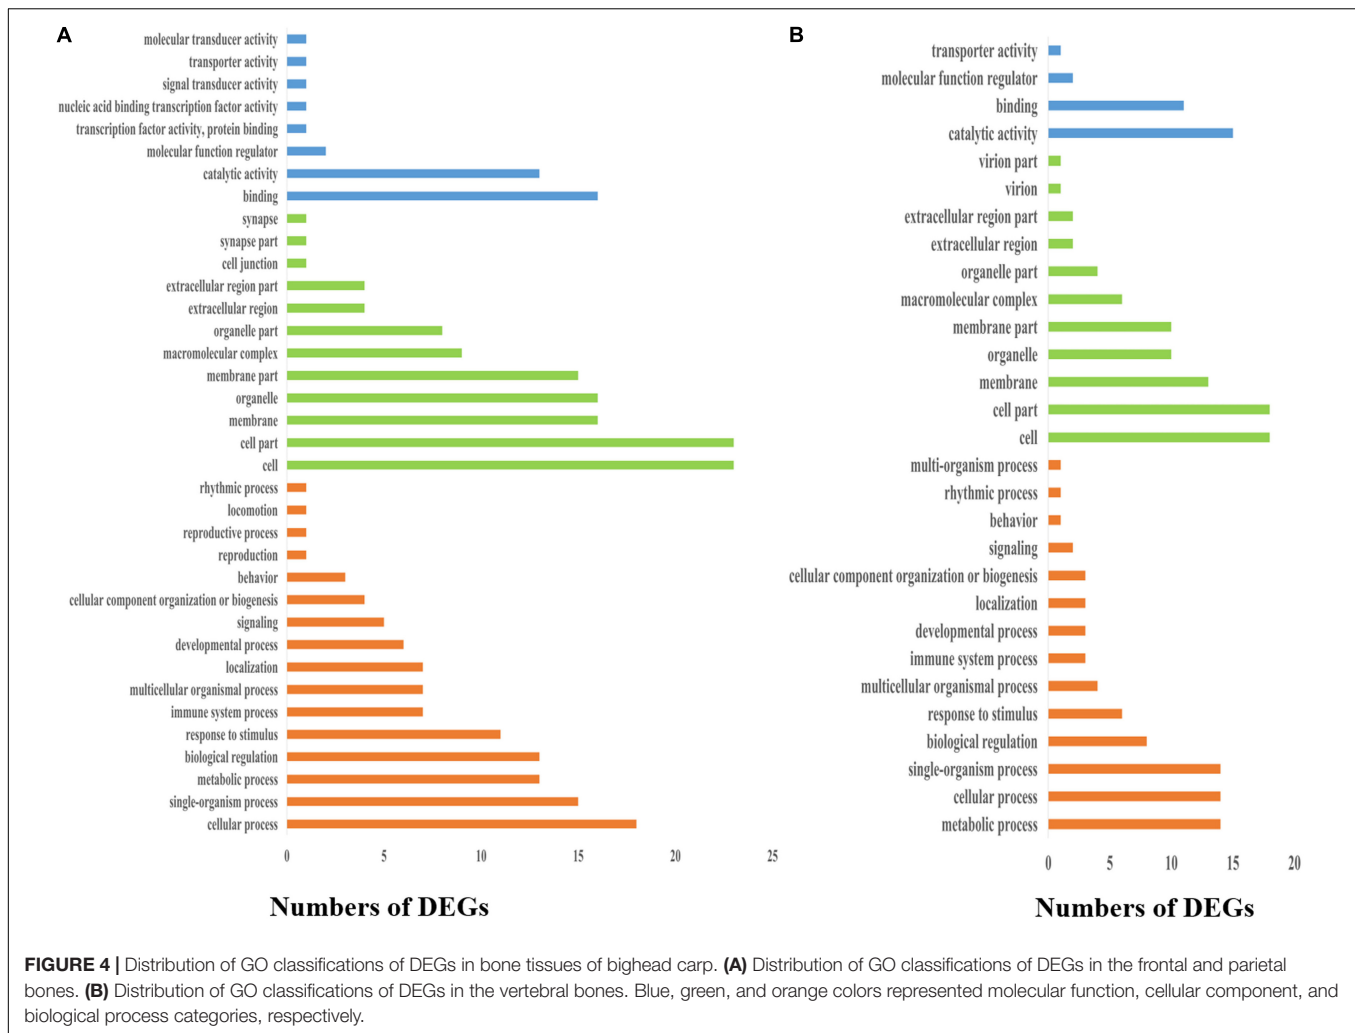 A
molecular transducer activity
transporter activity
signal transducer activity
nucleic acid binding transcription factor activity
transcription factor activity, protein binding
molecular function regulator
catalytic activity
binding
synapse
synapse part
cell junction
extracellular region part
extracellular region
organelle part
macromolecular complex
membrane part
organelle
membrane
cell part
cell
rhythmic process
locomotion
reproductive process
reproduction
behavior
cellular component organization or biogenesis
signaling
developmental process
localization
multicellular organismal process
immune system process
response to stimulus
biological regulation
metabolic process
single-organism process
cellular process
0 5 10 15 20 25
Numbers of DEGs
B
transporter activity
molecular function regulator
binding
catalytic activity
virion part
virion
extracellular region part
extracellular region
organelle part
macromolecular complex
membrane part
organelle
membrane
cell part
cell
multi-organism process
rhythmic process
behavior
signaling
cellular component organization or biogenesis
localization
developmental process
immune system process
multicellular organismal process
response to stimulus
biological regulation
single-organism process
cellular process
metabolic process
0 5 10 15 20
Numbers of DEGs
FIGURE 4 | Distribution of GO classifications of DEGs in bone tissues of bighead carp. (A) Distribution of GO classifications of DEGs in the frontal and parietal
bones. (B) Distribution of GO classifications of DEGs in the vertebral bones. Blue, green, and orange colors represented molecular function, cellular component, and
biological process categories, respectively.